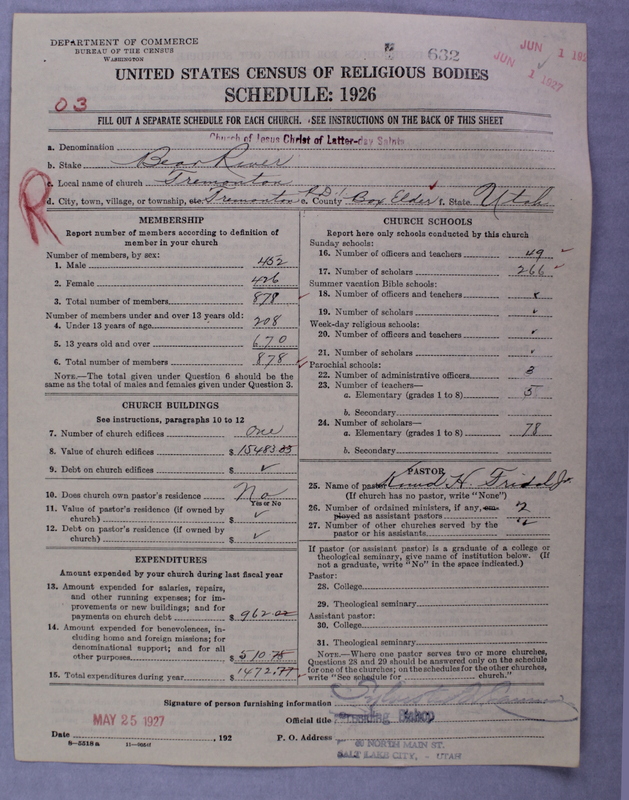 DEPARTMENT OF COMMERCE
BUREAU OF THE CENSUS
WASHINGTON
632
JUN 1 192
JUN 1 1927
UNITED STATES CENSUS OF RELIGIOUS BODIES
SCHEDULE: 1926
03
FILL OUT A SEPARATE SCHEDULE FOR EACH CHURCH. (SEE INSTRUCTIONS ON THE BACK OF THIS SHEET
a. Denomination Church of Jesus Christ of Latter-day Saints
b. Stake Bear River
c. Local name of church Tremonton
d. City, town, village, or township, etc. Tremonton R.D.1 e. County Box Elder f. State Utah
R
MEMBERSHIP
Report number of members according to definition of
member in your church
Number of members, by sex:
1. Male 452
2. Female 426
3. Total number of members 878
Number of members under and over 13 years old:
4. Under 13 years of age 208
5. 13 years old and over 670
6. Total number of members 878
NOTE.—The total given under Question 6 should be the
same as the total of males and females given under Question 3.
CHURCH BUILDINGS
See instructions, paragraphs 10 to 12
7. Number of church edifices one
8. Value of church edifices $
9. Debt on church edifices $ ✓
10. Does church own pastor's residence No
Yes or No
11. Value of pastor's residence (if owned by
church) $ ✓
12. Debt on pastor's residence (if owned by
church) $ ✓
EXPENDITURES
Amount expended by your church during last fiscal year
13. Amount expended for salaries, repairs,
and other running expenses; for im-
provements or new buildings; and for
payments on church debt $ 962.02
14. Amount expended for benevolences, in-
cluding home and foreign missions; for
denominational support; and for all
other purposes $ 510.75
15. Total expenditures during year $ 1472.77
CHURCH SCHOOLS
Report here only schools conducted by this church
Sunday schools:
16. Number of officers and teachers 49
17. Number of scholars 266
Summer vacation Bible schools:
18. Number of officers and teachers
19. Number of scholars
Week-day religious schools:
20. Number of officers and teachers
21. Number of scholars
Parochial schools:
22. Number of administrative officers 3
23. Number of teachers—
a. Elementary (grades 1 to 8) 5
b. Secondary
24. Number of scholars—
a. Elementary (grades 1 to 8) 78
b. Secondary
PASTOR
25. Name of pastor H. Fridal Jr.
(If church has no pastor, write "None")
26. Number of ordained ministers, if any, em-
ployed as assistant pastors 2
27. Number of other churches served by the
pastor or his assistants
If pastor (or assistant pastor) is a graduate of a college or
theological seminary, give name of institution below. (If
not a graduate, write "No" in the space indicated.)
Pastor:
28. College
29. Theological seminary
Assistant pastor:
30. College
31. Theological seminary
NOTE.—Where one pastor serves two or more churches,
Questions 28 and 29 should be answered only on the schedule
for one of the churches; on the schedules for the other churches,
write "See schedule for church."
Signature of person furnishing information
Official title Presiding Bishop
MAY 25 1927
Date , 192 P. O. Address
NORTH MAIN ST.
SALT LAKE CITY, - UTAH
8-5518a